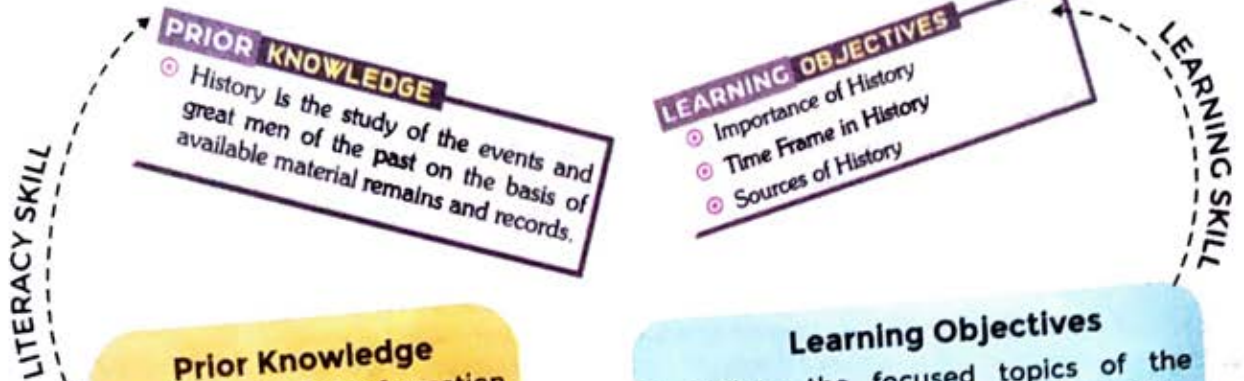 PRIOR KNOWLEDGE
History is the study of the events and
great men of the past on the basis of
available material remains and records.
LEARNING OBJECTIVES
Importance of History
Time Frame in History
Sources of History
LITERACY SKILL
LEARNING SKILL
Prior Knowledge
Learning Objectives
the focused topics of the